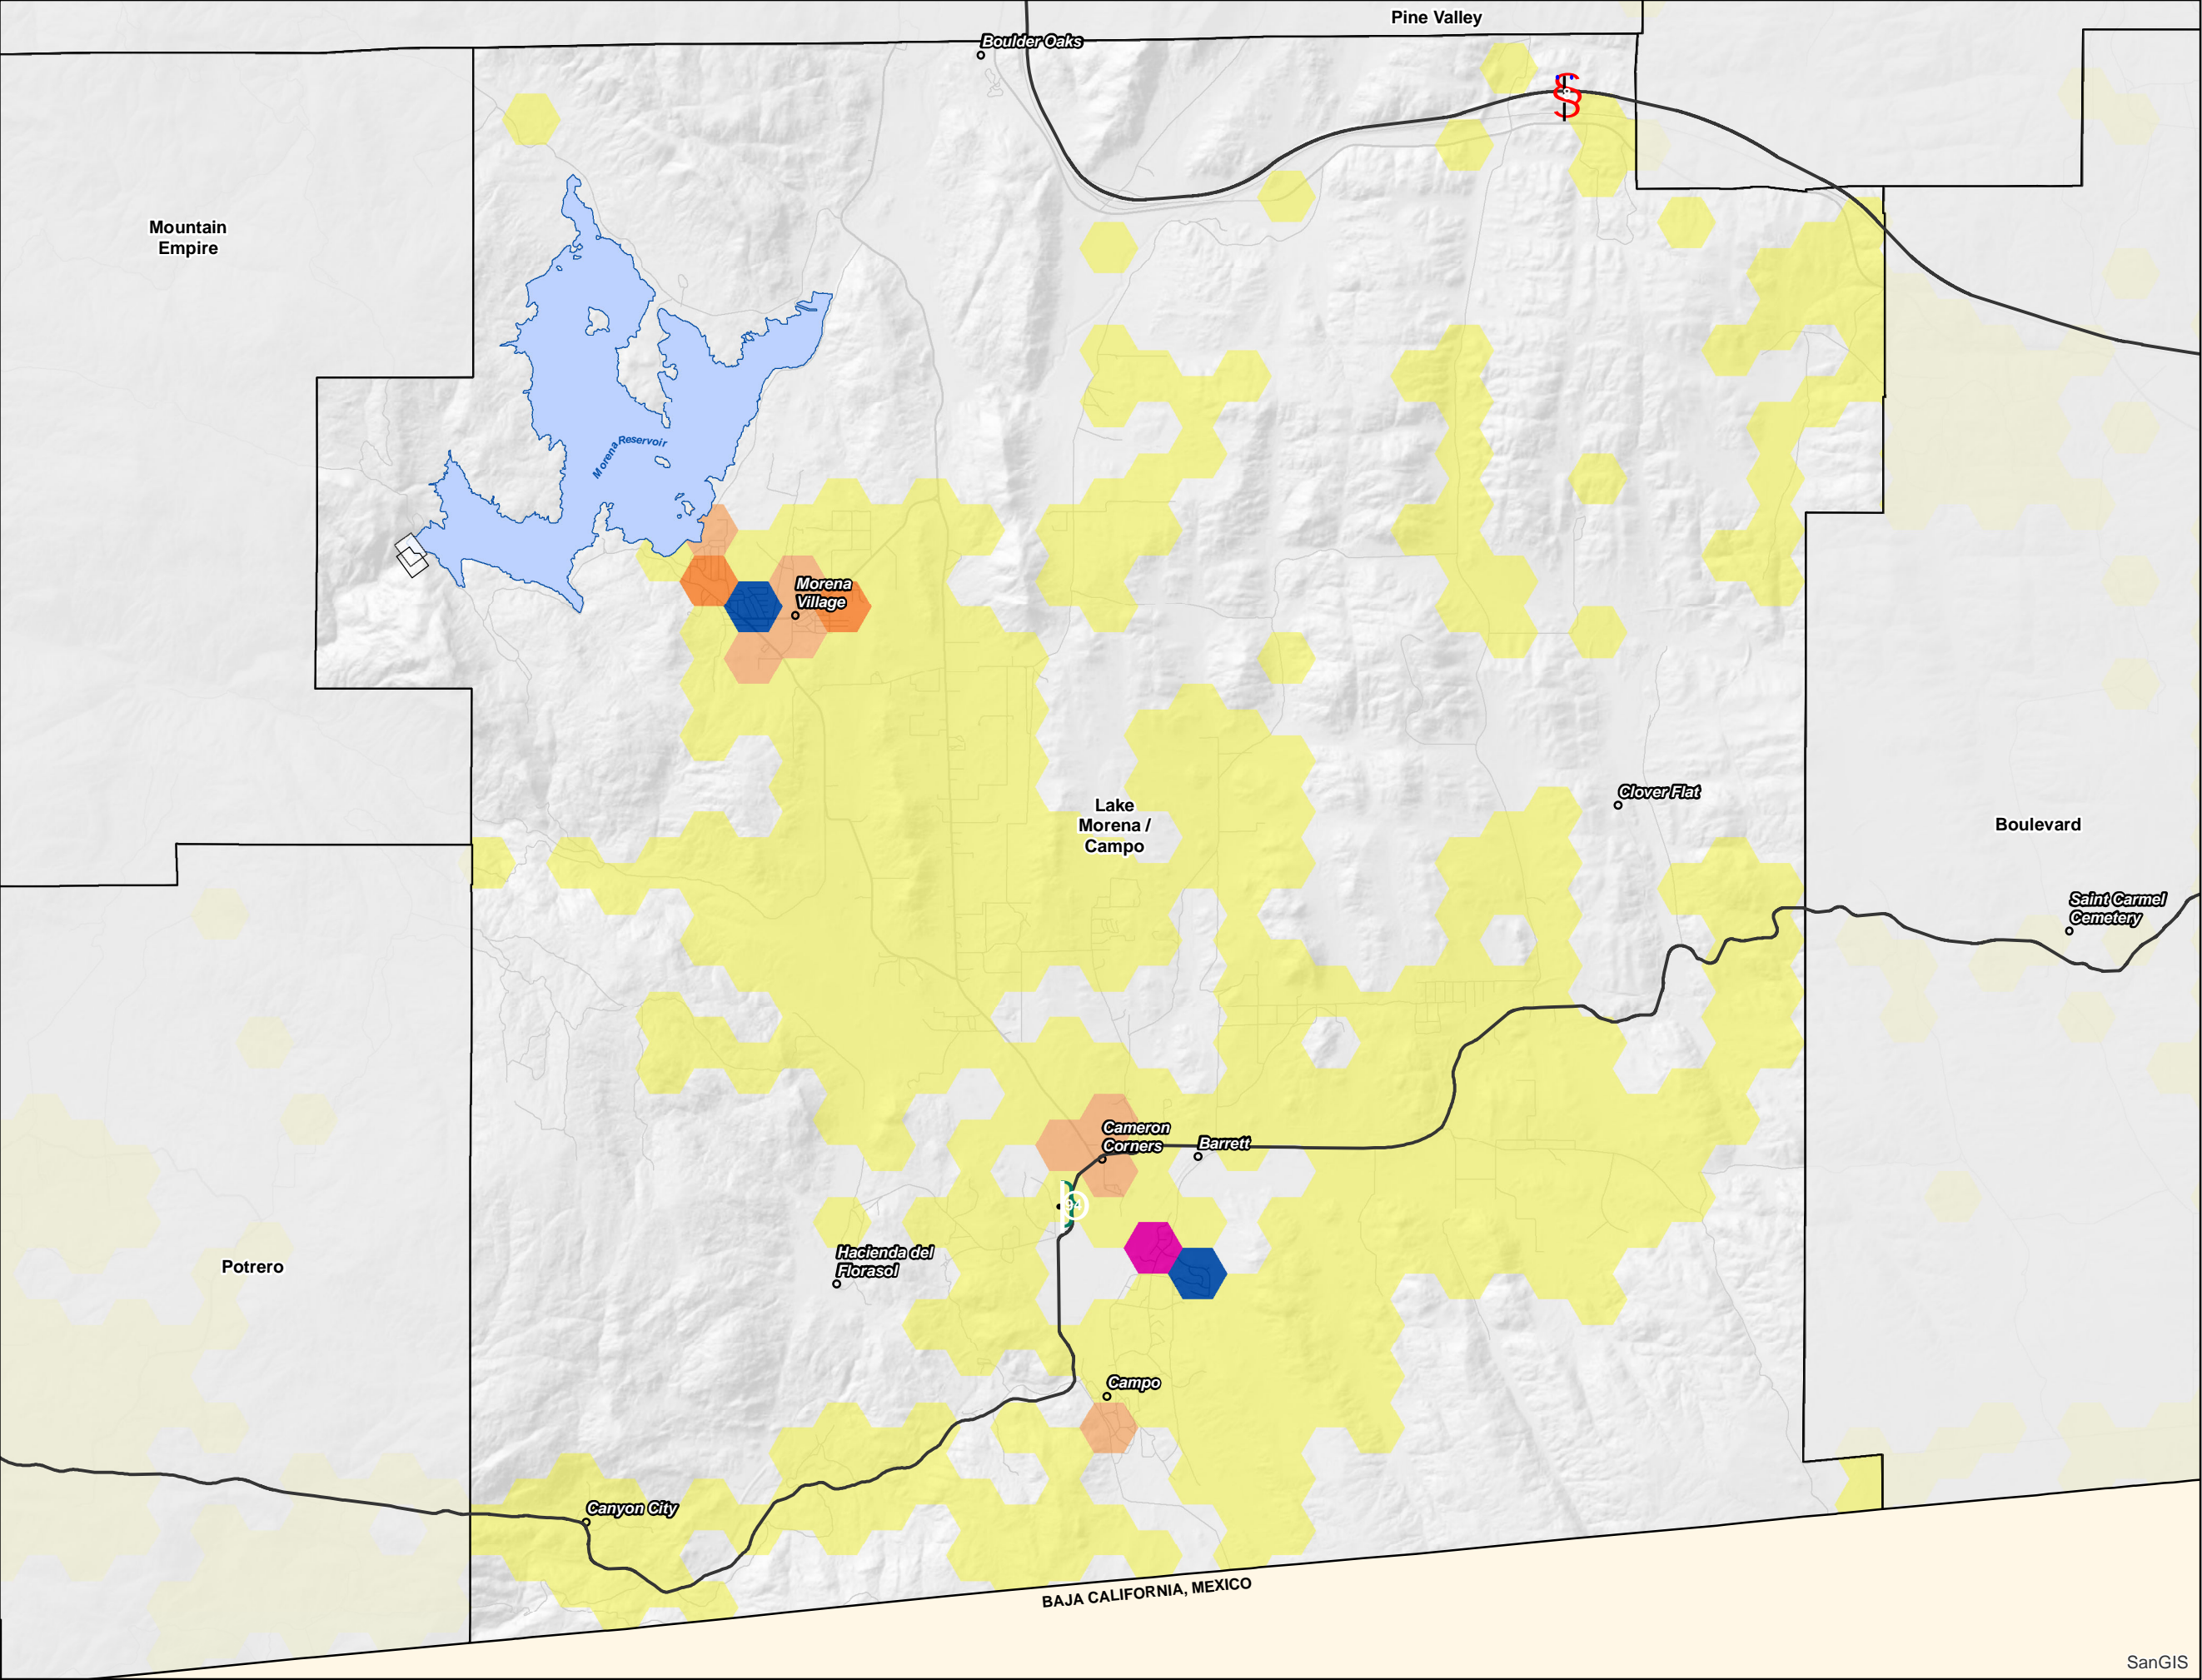 Pine Valley
Boulder Oaks
Mountain
Empire
Morena Reservoir
Morena
Village
Clover Flat
Lake
Morena /
Campo
Boulevard
Saint Carmel
Cemetery
Cameron
Corners
Barrett
Hacienda del
Florasol
Potrero
Campo
Canyon City
BAJA CALIFORNIA, MEXICO
SanGIS